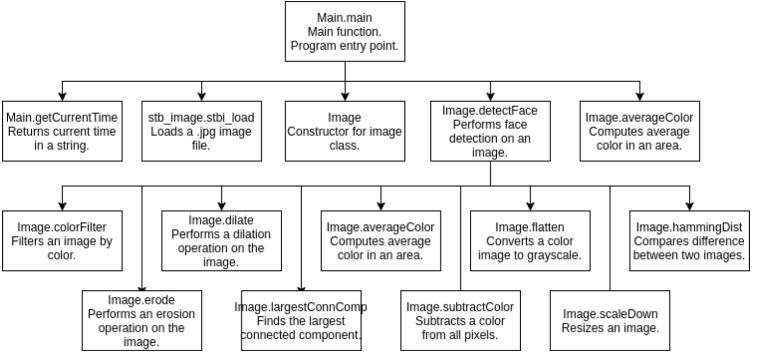 Main.main
Main function.
Program entry point.
Main.getCurrentTime
Returns current time
in a string.
stb_image.stbi_load
Loads a .jpg image
file.
Image
Constructor for image
class.
Image.detectFace
Performs face
detection on an
image.
Image.averageColor
Computes average
color in an area.
Image.colorFilter
Filters an image by
color.
Image.dilate
Performs a dilation
operation on the
image.
Image.averageColor
Computes average
color in an area.
Image.flatten
Converts a color
image to grayscale.
Image.hammingDist
Compares difference
between two images.
Image.erode
Performs an erosion
operation on the
image.
Image.largestConnComp
Finds the largest
connected component.
Image.subtractColor
Subtracts a color
from all pixels.
Image.scaleDown
Resizes an image.